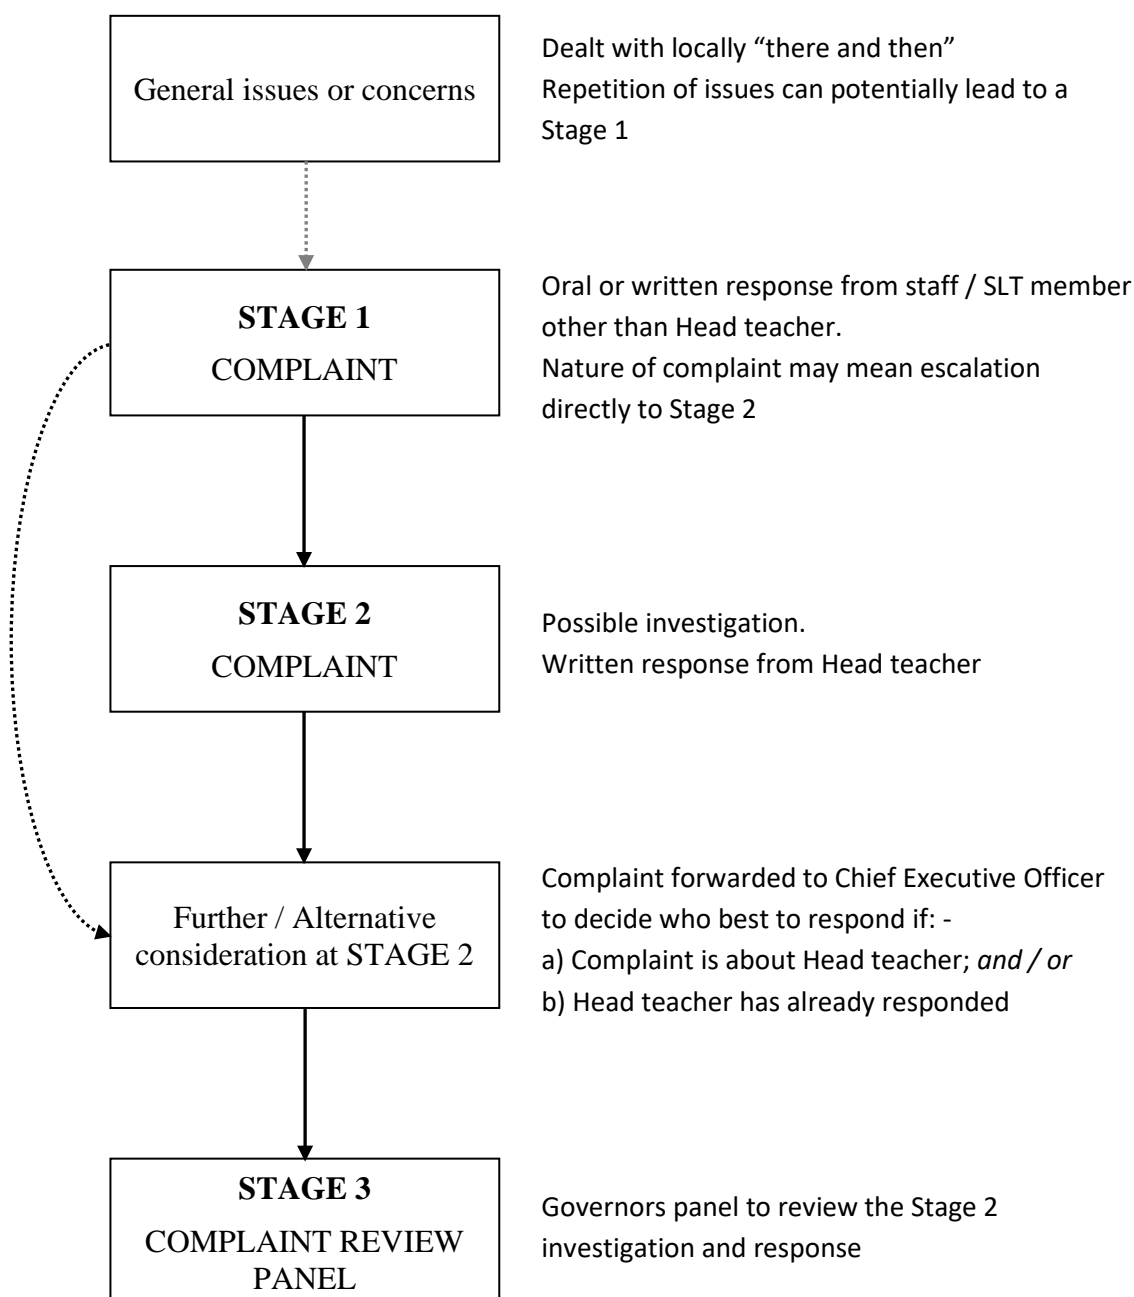 General issues or concerns
Dealt with locally “there and then”
Repetition of issues can potentially lead to a
Stage 1
STAGE 1
COMPLAINT
Oral or written response from staff / SLT member
other than Head teacher.
Nature of complaint may mean escalation
directly to Stage 2
STAGE 2
COMPLAINT
Possible investigation.
Written response from Head teacher
Further / Alternative
consideration at STAGE 2
Complaint forwarded to Chief Executive Officer
to decide who best to respond if: -
a) Complaint is about Head teacher; and / or
b) Head teacher has already responded
STAGE 3
COMPLAINT REVIEW
PANEL
Governors panel to review the Stage 2
investigation and response